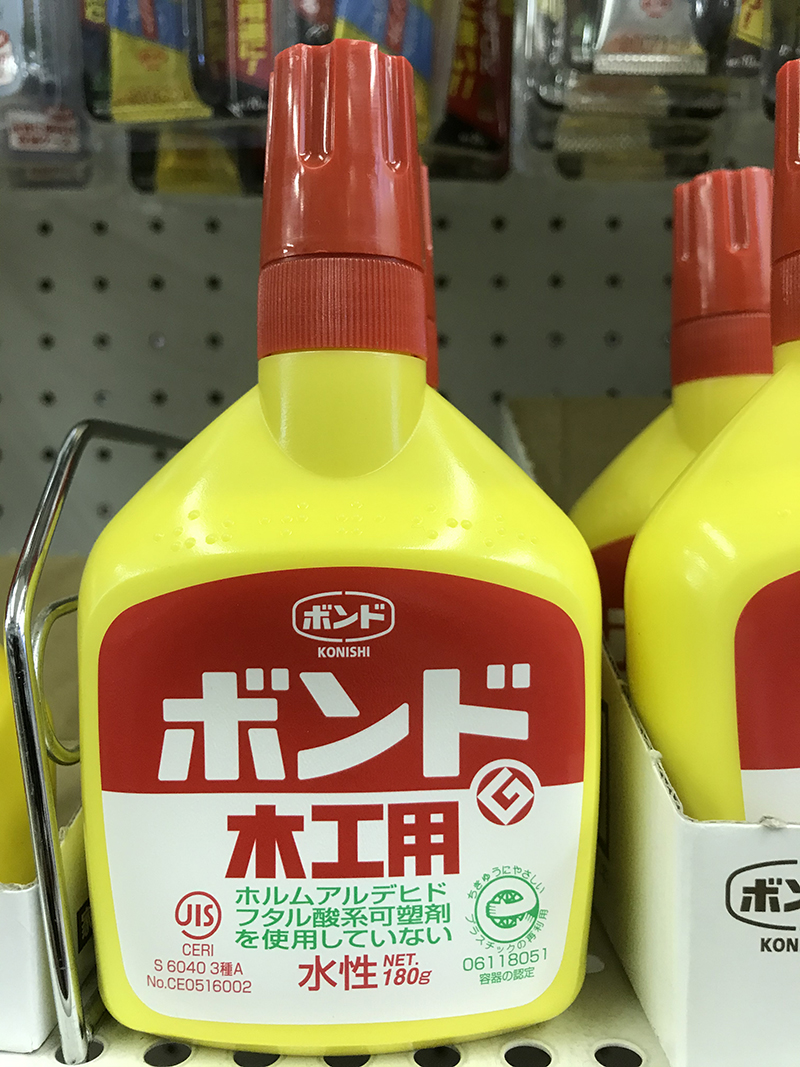 ボンド
KONISHI
ボンド
木工用
ホルムアルデヒド
フタル酸系可塑剤
を使用していない
JIS
CERI
S 6040 3種A
No.CE0516002
水性 NET. 180g
ちきゅうにやさしい
プラスチックの再利用
06118051
容器の認定
ボン
KON